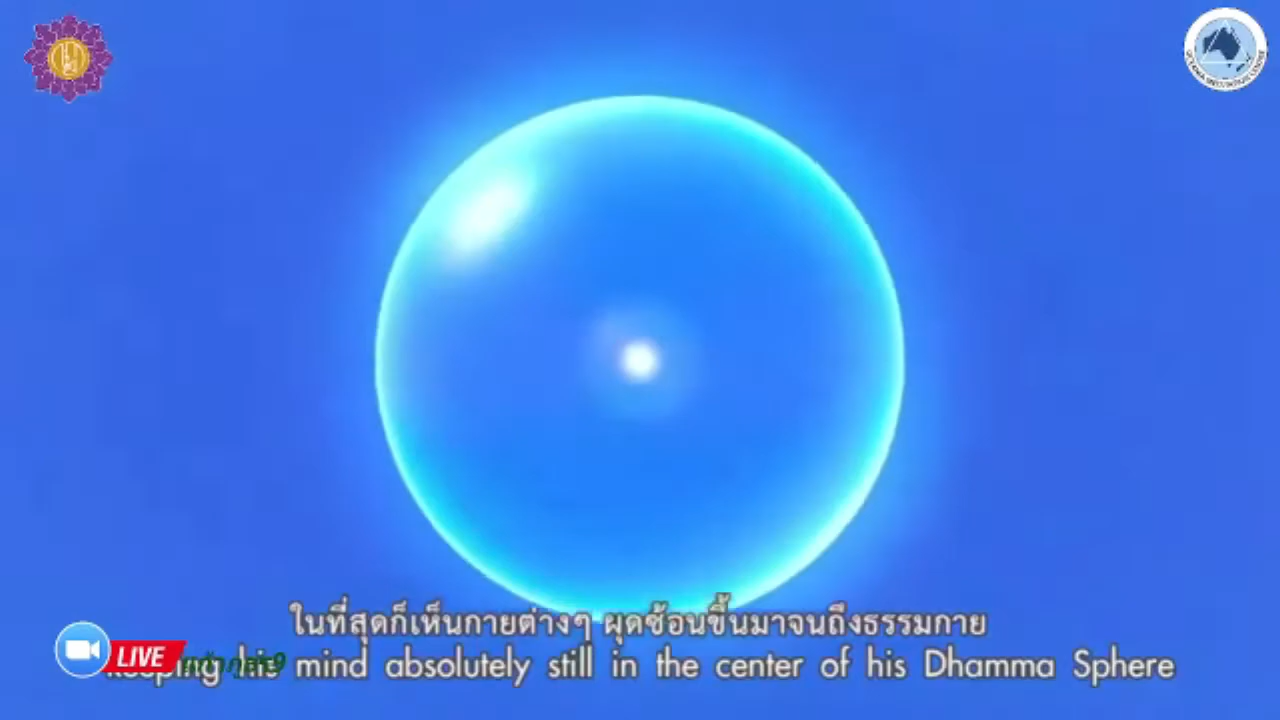 ในที่สุดก็เห็นกายต่างๆ ผุดซ้อนขึ้นมาจนถึงธรรมกาย
LIVE
keeping his mind absolutely still in the center of his Dhamma Sphere